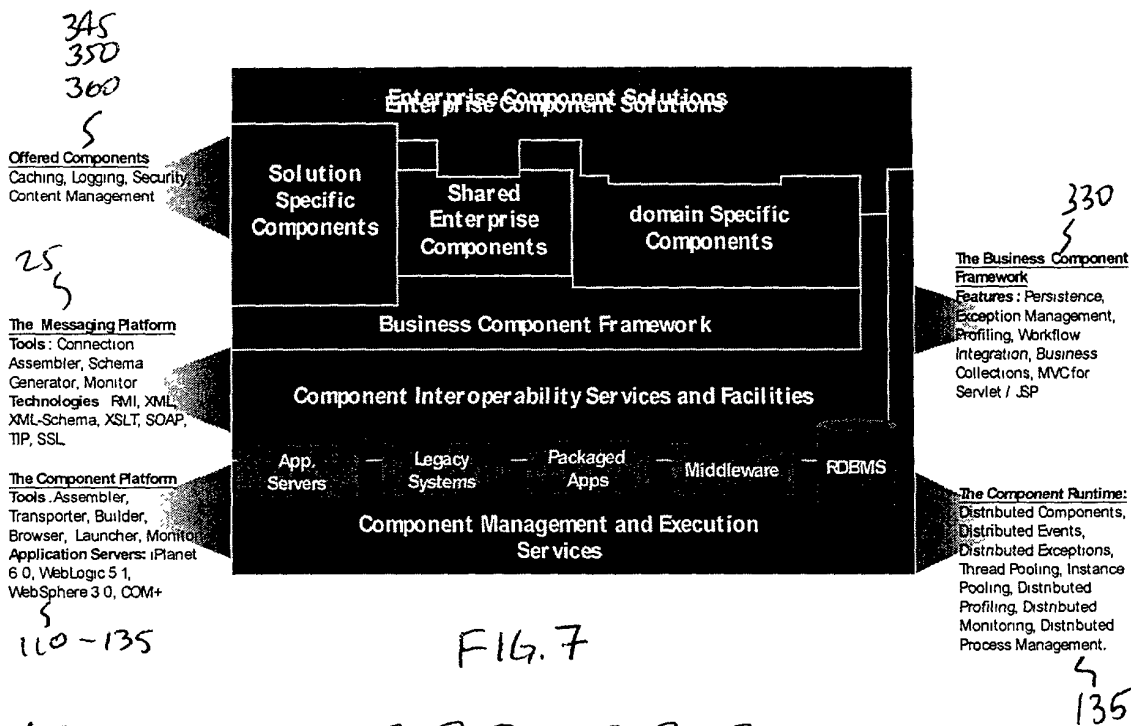 345
350
360
Offered Components
Caching, Logging, Security
Content Management
25
The Messaging Platform
Tools: Connection
Assembler, Schema
Generator, Monitor
Technologies RMI, XML,
XML-Schema, XSLT, SOAP,
TIP, SSL,
The Component Platform
Tools. Assembler,
Transporter, Builder,
Browser, Launcher, Monitor
Application Servers: iPlanet
6 0, WebLogic 5 1,
WebSphere 3 0, COM+
110-135
Enterprise Component Solutions
Enterprise Component Solutions
Solution
Specific
Components
Shared
Enterprise
Components
domain Specific
Components
Business Component Framework
Component Interoperability Services and Facilities
App.
Servers
Legacy
Systems
Packaged
Apps
Middleware
RDBMS
Component Management and Execution
Services
330
The Business Component
Framework
Features: Persistence,
Exception Management,
Profiling, Workflow
Integration, Business
Collections, MVC for
Servlet / JSP
The Component Runtime:
Distributed Components,
Distributed Events,
Distributed Exceptions,
Thread Pooling, Instance
Pooling, Distributed
Profiling, Distributed
Monitoring, Distributed
Process Management.
135
FIG. 7